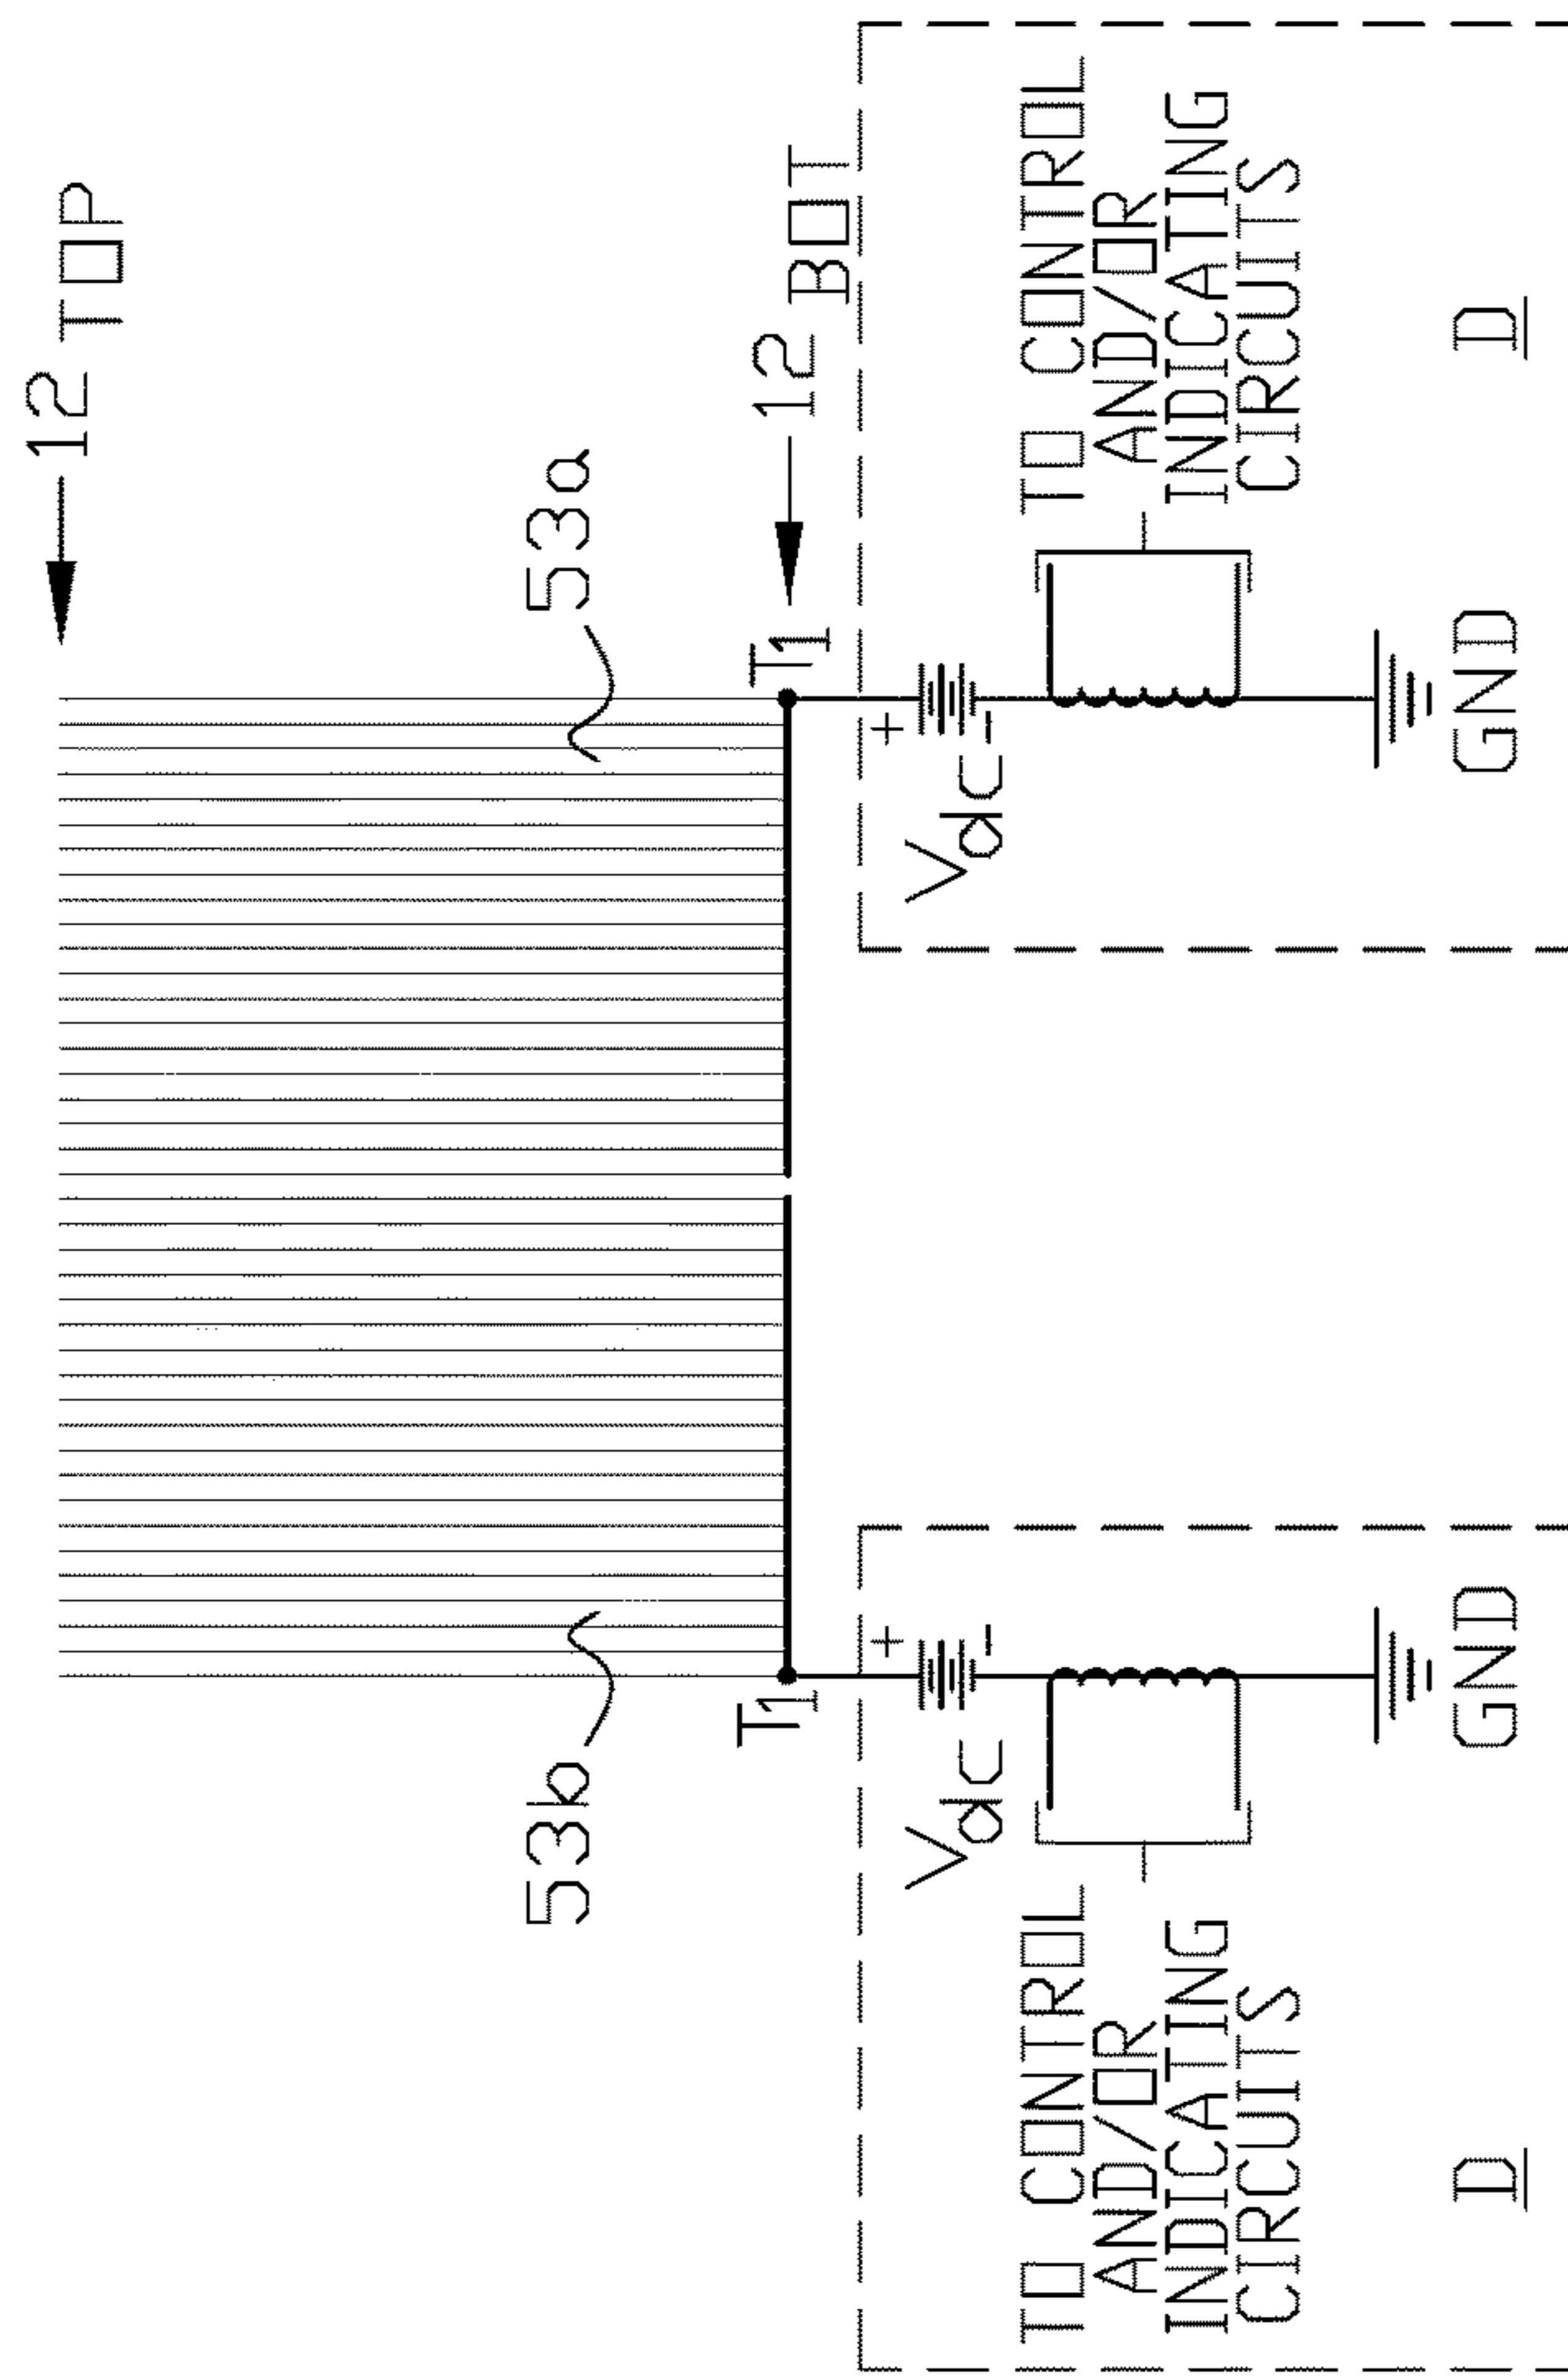 12 TOP
53b
53a
T1
T1
12 BOT
+
Vdc
-
+
Vdc
-
TO CONTROL
AND/OR
INDICATING
CIRCUITS
TO CONTROL
AND/OR
INDICATING
CIRCUITS
D
GND
GND
D